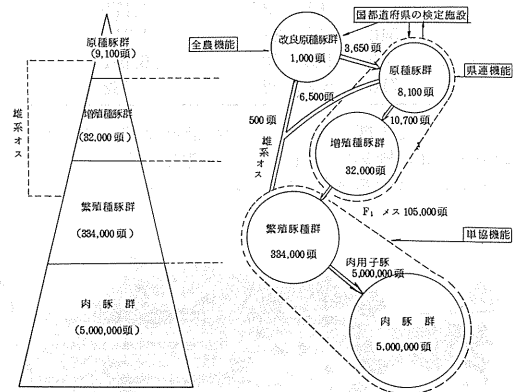 原種豚群
(9,100頭)
増殖種豚群
(32,000頭)
雄系オス
繁殖豚群
(334,000頭)
肉豚群
(5,000,000頭)
国都道府県の検定施設
全農機能
改良原種豚群
1,000頭
3,650頭
原種豚群
8,100頭
県連機能
6,500頭
500頭
10,700頭
雄系オス
増殖種豚群
32,000頭
F₁ メス 105,000頭
繁殖豚種群
334,000頭
単協機能
肉用子豚
5,000,000頭
肉豚群
5,000,000頭